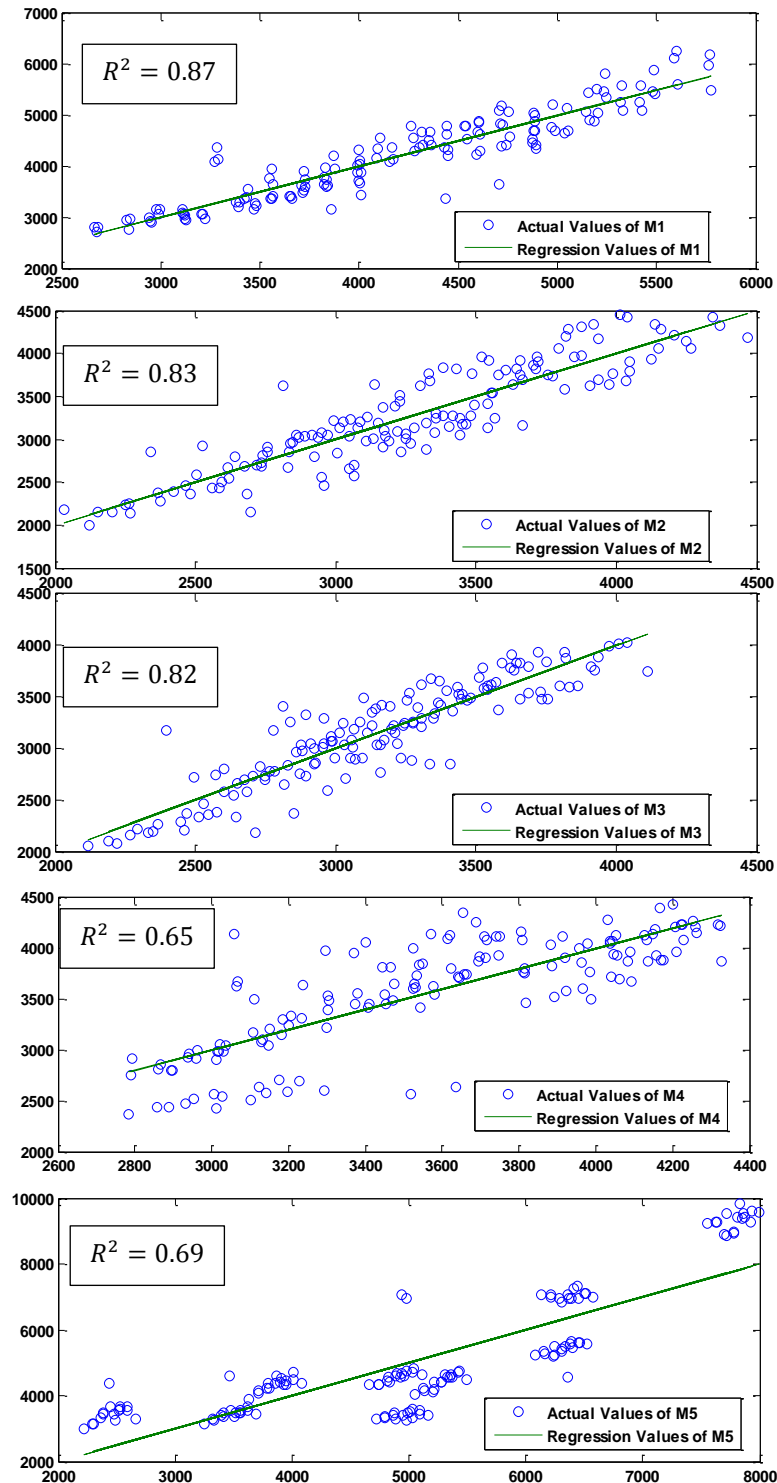 7000
6000
5000
4000
3000
2000
R² = 0.87
Actual Values of M1
Regression Values of M1
2500 3000 3500 4000 4500 5000 5500 6000
4500
4000
3500
3000
2500
2000
1500
R² = 0.83
Actual Values of M2
Regression Values of M2
2000 2500 3000 3500 4000 4500
4500
4000
3500
3000
2500
2000
R² = 0.82
Actual Values of M3
Regression Values of M3
2000 2500 3000 3500 4000 4500
4500
4000
3500
3000
2500
2000
R² = 0.65
Actual Values of M4
Regression Values of M4
2600 2800 3000 3200 3400 3600 3800 4000 4200 4400
10000
8000
6000
4000
2000
R² = 0.69
Actual Values of M5
Regression Values of M5
2000 3000 4000 5000 6000 7000 8000